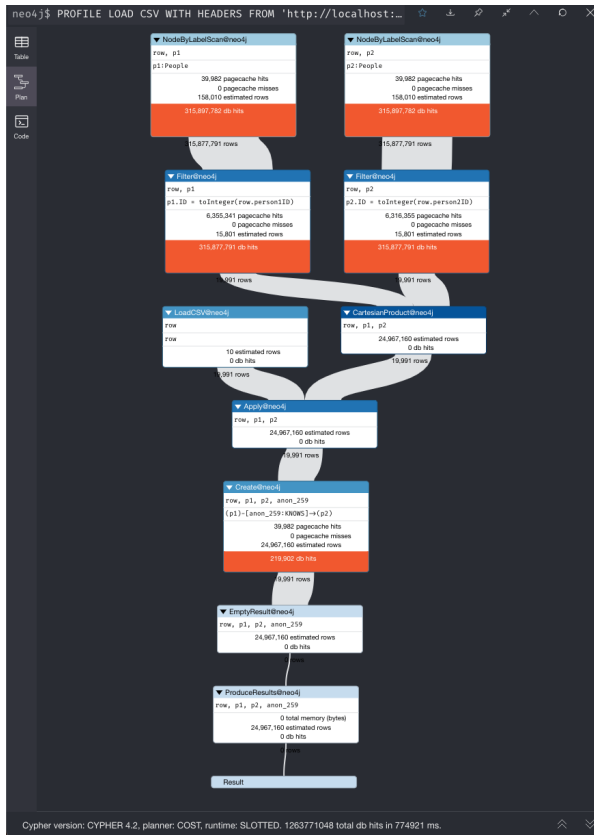 neo4j$ PROFILE LOAD CSV WITH HEADERS FROM 'http://localhost:…
Table
Plan
Code
NodeByLabelScan@neo4j
row, p1
p1:People
39,982 pagecache hits
0 pagecache misses
158,010 estimated rows
315,897,782 db hits
315,877,791 rows
NodeByLabelScan@neo4j
row, p2
p2:People
39,982 pagecache hits
0 pagecache misses
158,010 estimated rows
315,897,782 db hits
315,877,791 rows
Filter@neo4j
row, p1
p1.ID = toInteger(row.person1ID)
6,355,341 pagecache hits
0 pagecache misses
15,801 estimated rows
315,877,791 db hits
19,991 rows
Filter@neo4j
row, p2
p2.ID = toInteger(row.person2ID)
6,316,355 pagecache hits
0 pagecache misses
15,801 estimated rows
315,877,791 db hits
19,991 rows
LoadCSV@neo4j
row
row
10 estimated rows
0 db hits
19,991 rows
CartesianProduct@neo4j
row, p1, p2
24,967,160 estimated rows
0 db hits
19,991 rows
Apply@neo4j
row, p1, p2
24,967,160 estimated rows
0 db hits
19,991 rows
Create@neo4j
row, p1, p2, anon_259
(p1)-[anon_259:KNOWS]→(p2)
39,982 pagecache hits
0 pagecache misses
24,967,160 estimated rows
219,902 db hits
19,991 rows
EmptyResult@neo4j
row, p1, p2, anon_259
24,967,160 estimated rows
0 db hits
0 rows
ProduceResults@neo4j
row, p1, p2, anon_259
0 total memory (bytes)
24,967,160 estimated rows
0 db hits
0 rows
Result
Cypher version: CYPHER 4.2, planner: COST, runtime: SLOTTED. 1263771048 total db hits in 774921 ms.